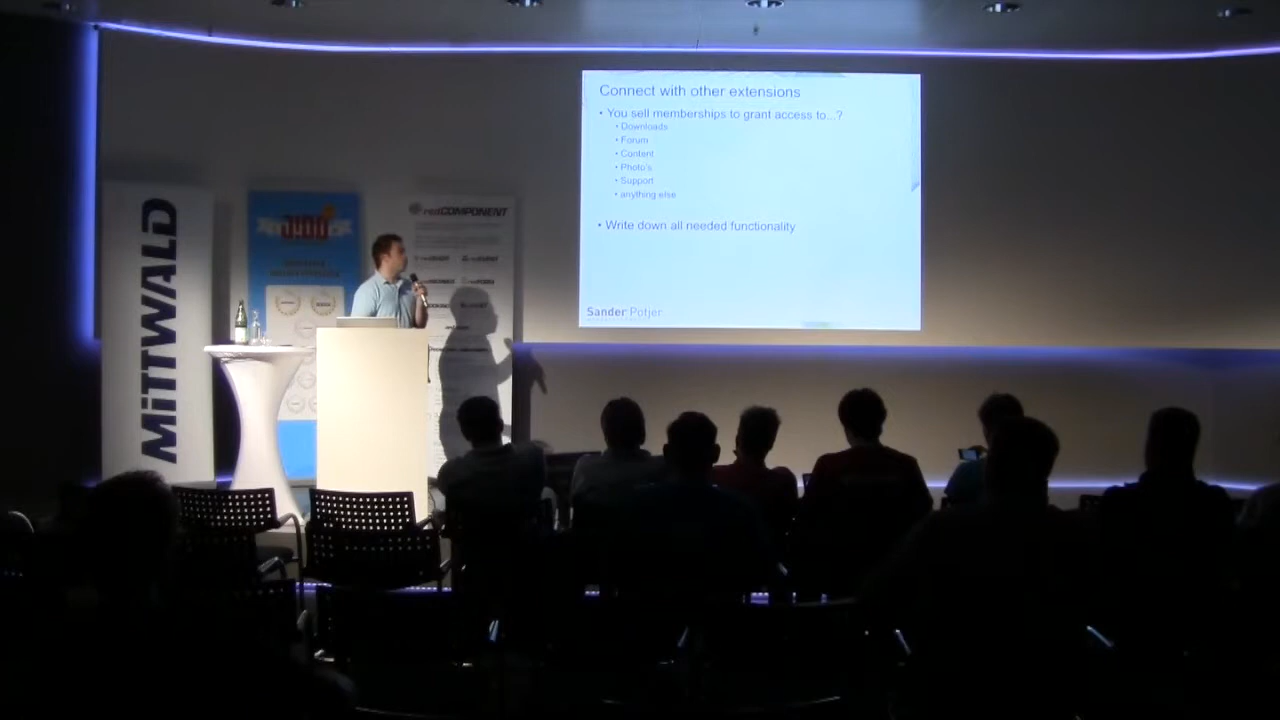 Connect with other extensions
• You sell memberships to grant access to...?
• Downloads
• Forum
• Content
• Photo's
• Support
• anything else
• Write down all needed functionality
Sander Potjer
MiTTWALD
redCOMPONENT